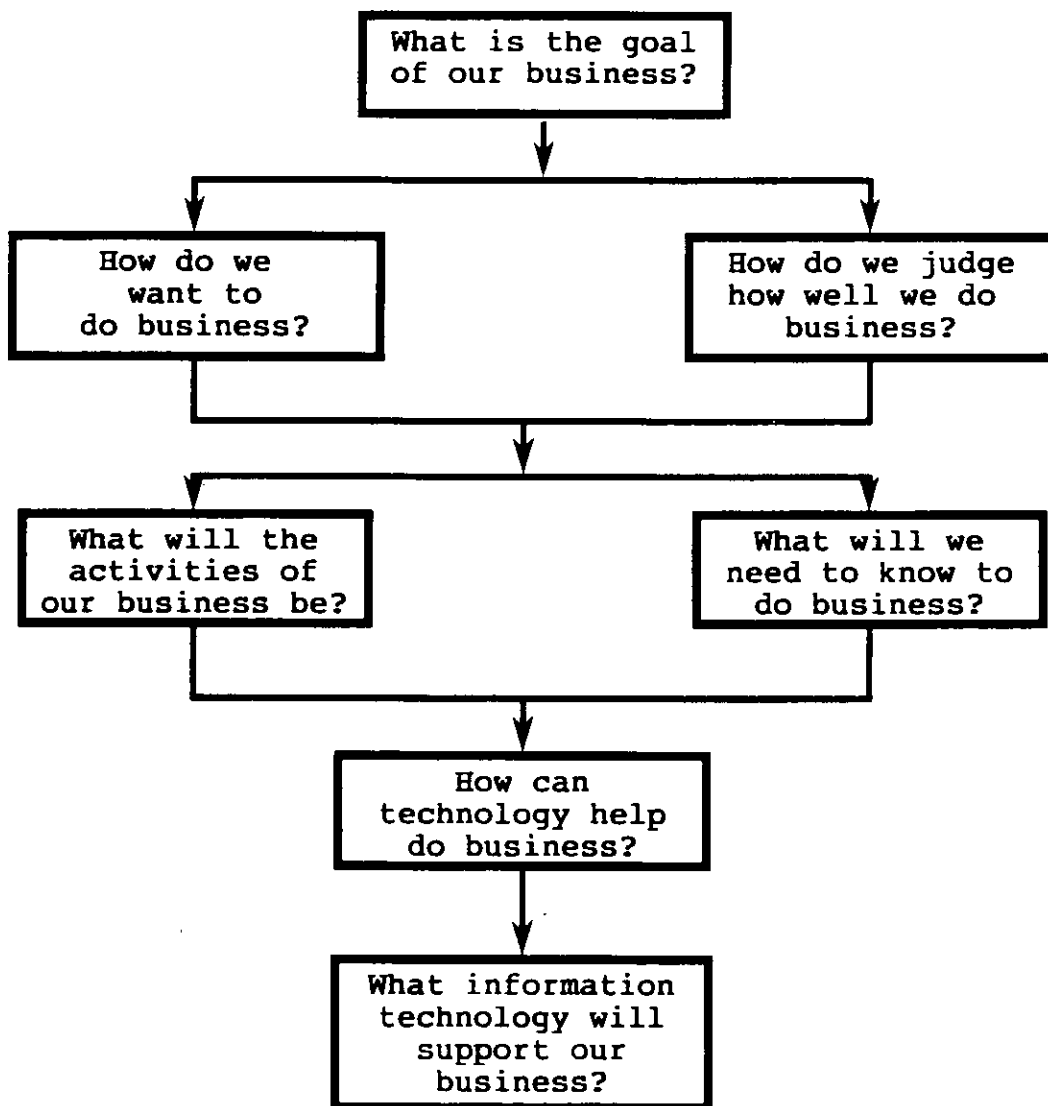 What is the goal
of our business?
How do we
want to
do business?
How do we judge
how well we do
business?
What will the
activities of
our business be?
What will we
need to know to
do business?
How can
technology help
do business?
What information
technology will
support our
business?